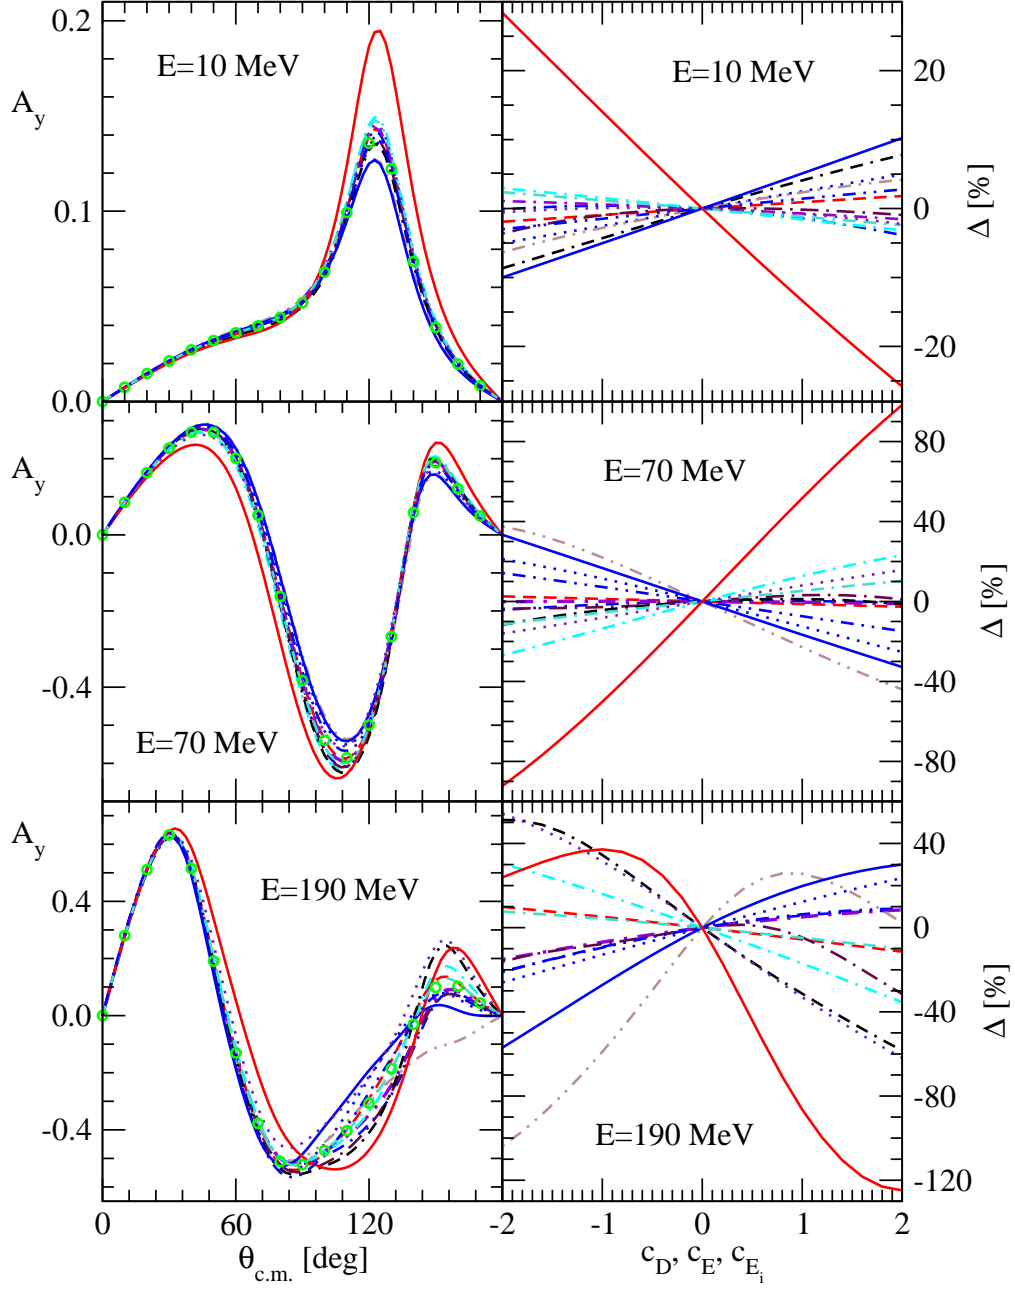 0.2
E=10 MeV
A_y
0.1
0.0
E=10 MeV
20
0
-20
Δ [%]
A_y
0.0
-0.4
E=70 MeV
E=70 MeV
80
40
0
-40
-80
Δ [%]
A_y
0.4
0.0
-0.4
E=190 MeV
E=190 MeV
40
0
-40
-80
-120
Δ [%]
0 60 120
-2 -1 0 1 2
θ_c.m. [deg]
c_D, c_E, c_E_i